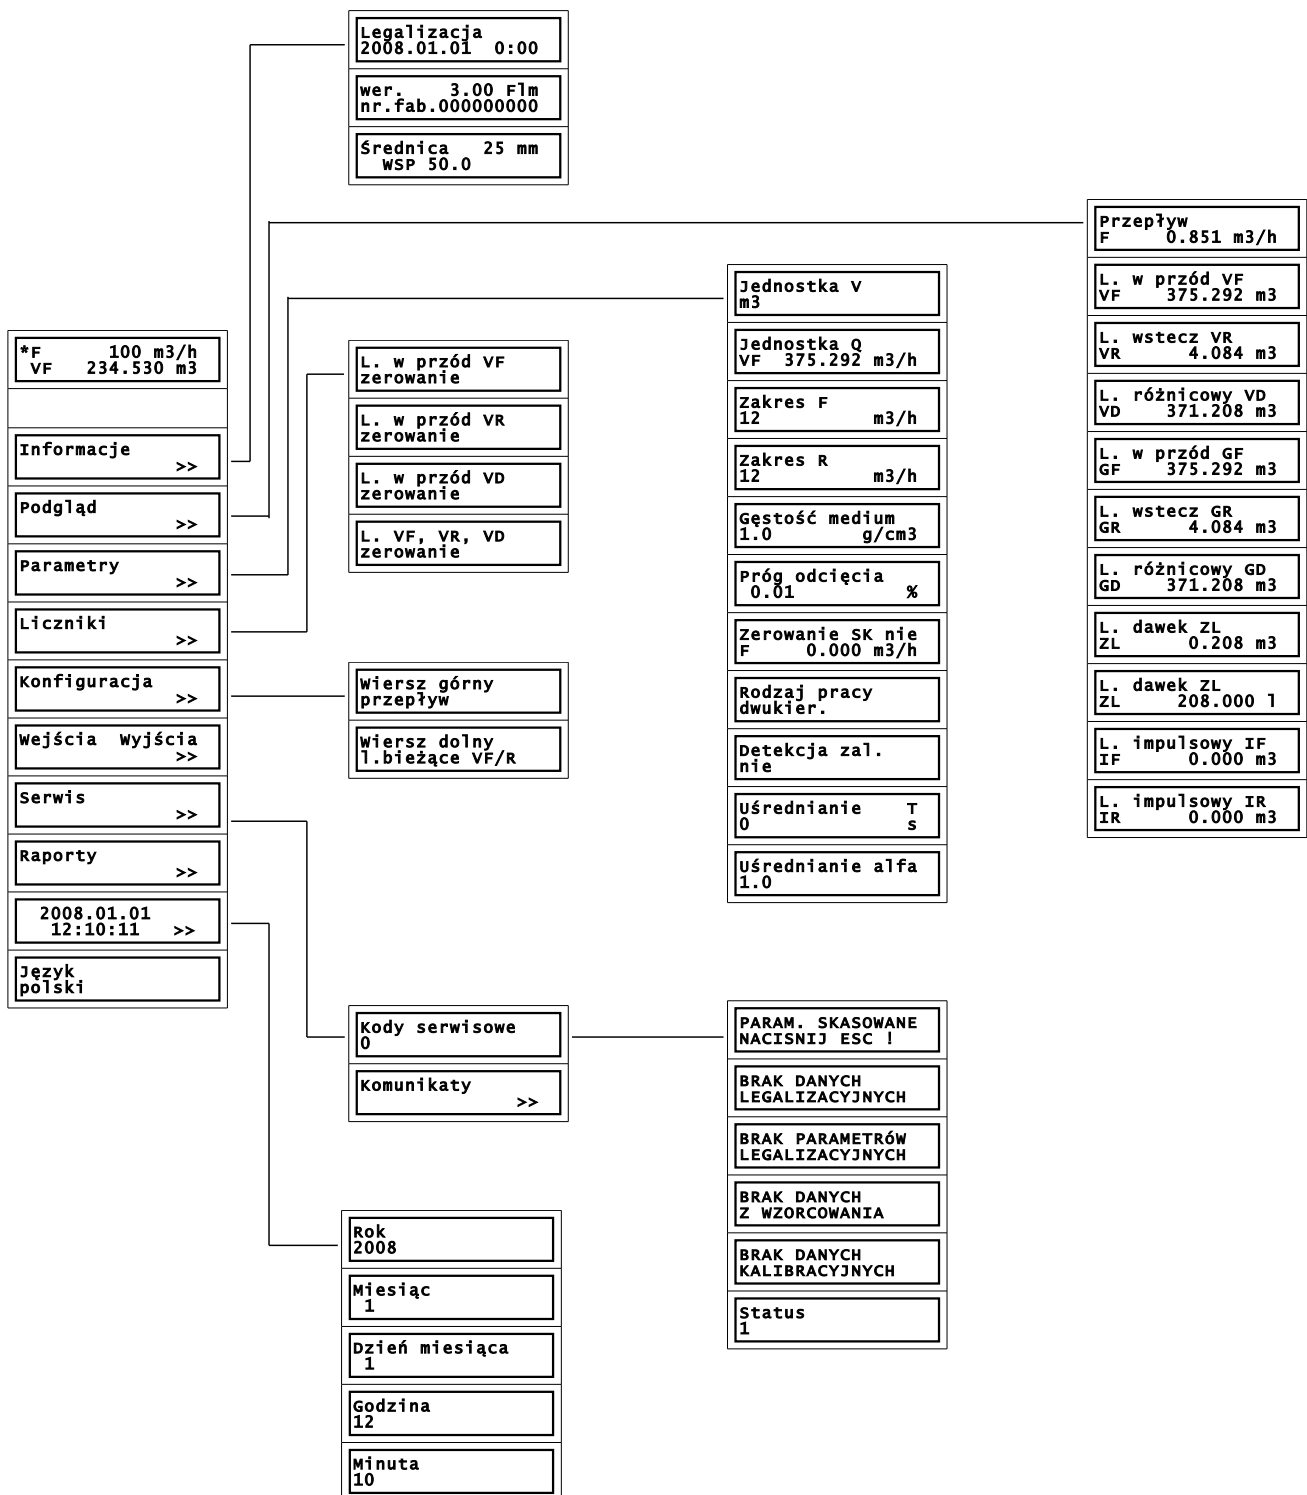 Legalizacja
2008.01.01 0:00
wer. 3.00 Flm
nr.fab.000000000
Średnica 25 mm
WSP 50.0
*F 100 m3/h
VF 234.530 m3
Informacje
>>
Podgląd
>>
Parametry
>>
Liczniki
>>
Konfiguracja
>>
Wejścia Wyjścia
>>
Serwis
>>
Raporty
>>
2008.01.01
12:10:11 >>
Język
polski
L. w przód VF
zerowanie
L. w przód VR
zerowanie
L. w przód VD
zerowanie
L. VF, VR, VD
zerowanie
Wiersz górny
przepływ
Wiersz dolny
l.bieżące VF/R
Kody serwisowe
0
Komunikaty
>>
Rok
2008
Miesiąc
1
Dzień miesiąca
1
Godzina
12
Minuta
10
Jednostka V
m3
Jednostka Q
VF 375.292 m3/h
Zakres F
12 m3/h
Zakres R
12 m3/h
Gęstość medium
1.0 g/cm3
Próg odcięcia
0.01 %
Zerowanie SK nie
F 0.000 m3/h
Rodzaj pracy
dwukier.
Detekcja zal.
nie
Uśrednianie T
0 s
Uśrednianie alfa
1.0
PARAM. SKASOWANE
NACISNIJ ESC !
BRAK DANYCH
LEGALIZACYJNYCH
BRAK PARAMETRóW
LEGALIZACYJNYCH
BRAK DANYCH
Z WZORCOWANIA
BRAK DANYCH
KALIBRACYJNYCH
Status
1
Przepływ
F 0.851 m3/h
L. w przód VF
VF 375.292 m3
L. wstecz VR
VR 4.084 m3
L. różnicowy VD
VD 371.208 m3
L. w przód GF
GF 375.292 m3
L. wstecz GR
GR 4.084 m3
L. różnicowy GD
GD 371.208 m3
L. dawek ZL
ZL 0.208 m3
L. dawek ZL
ZL 208.000 l
L. impulsowy IF
IF 0.000 m3
L. impulsowy IR
IR 0.000 m3